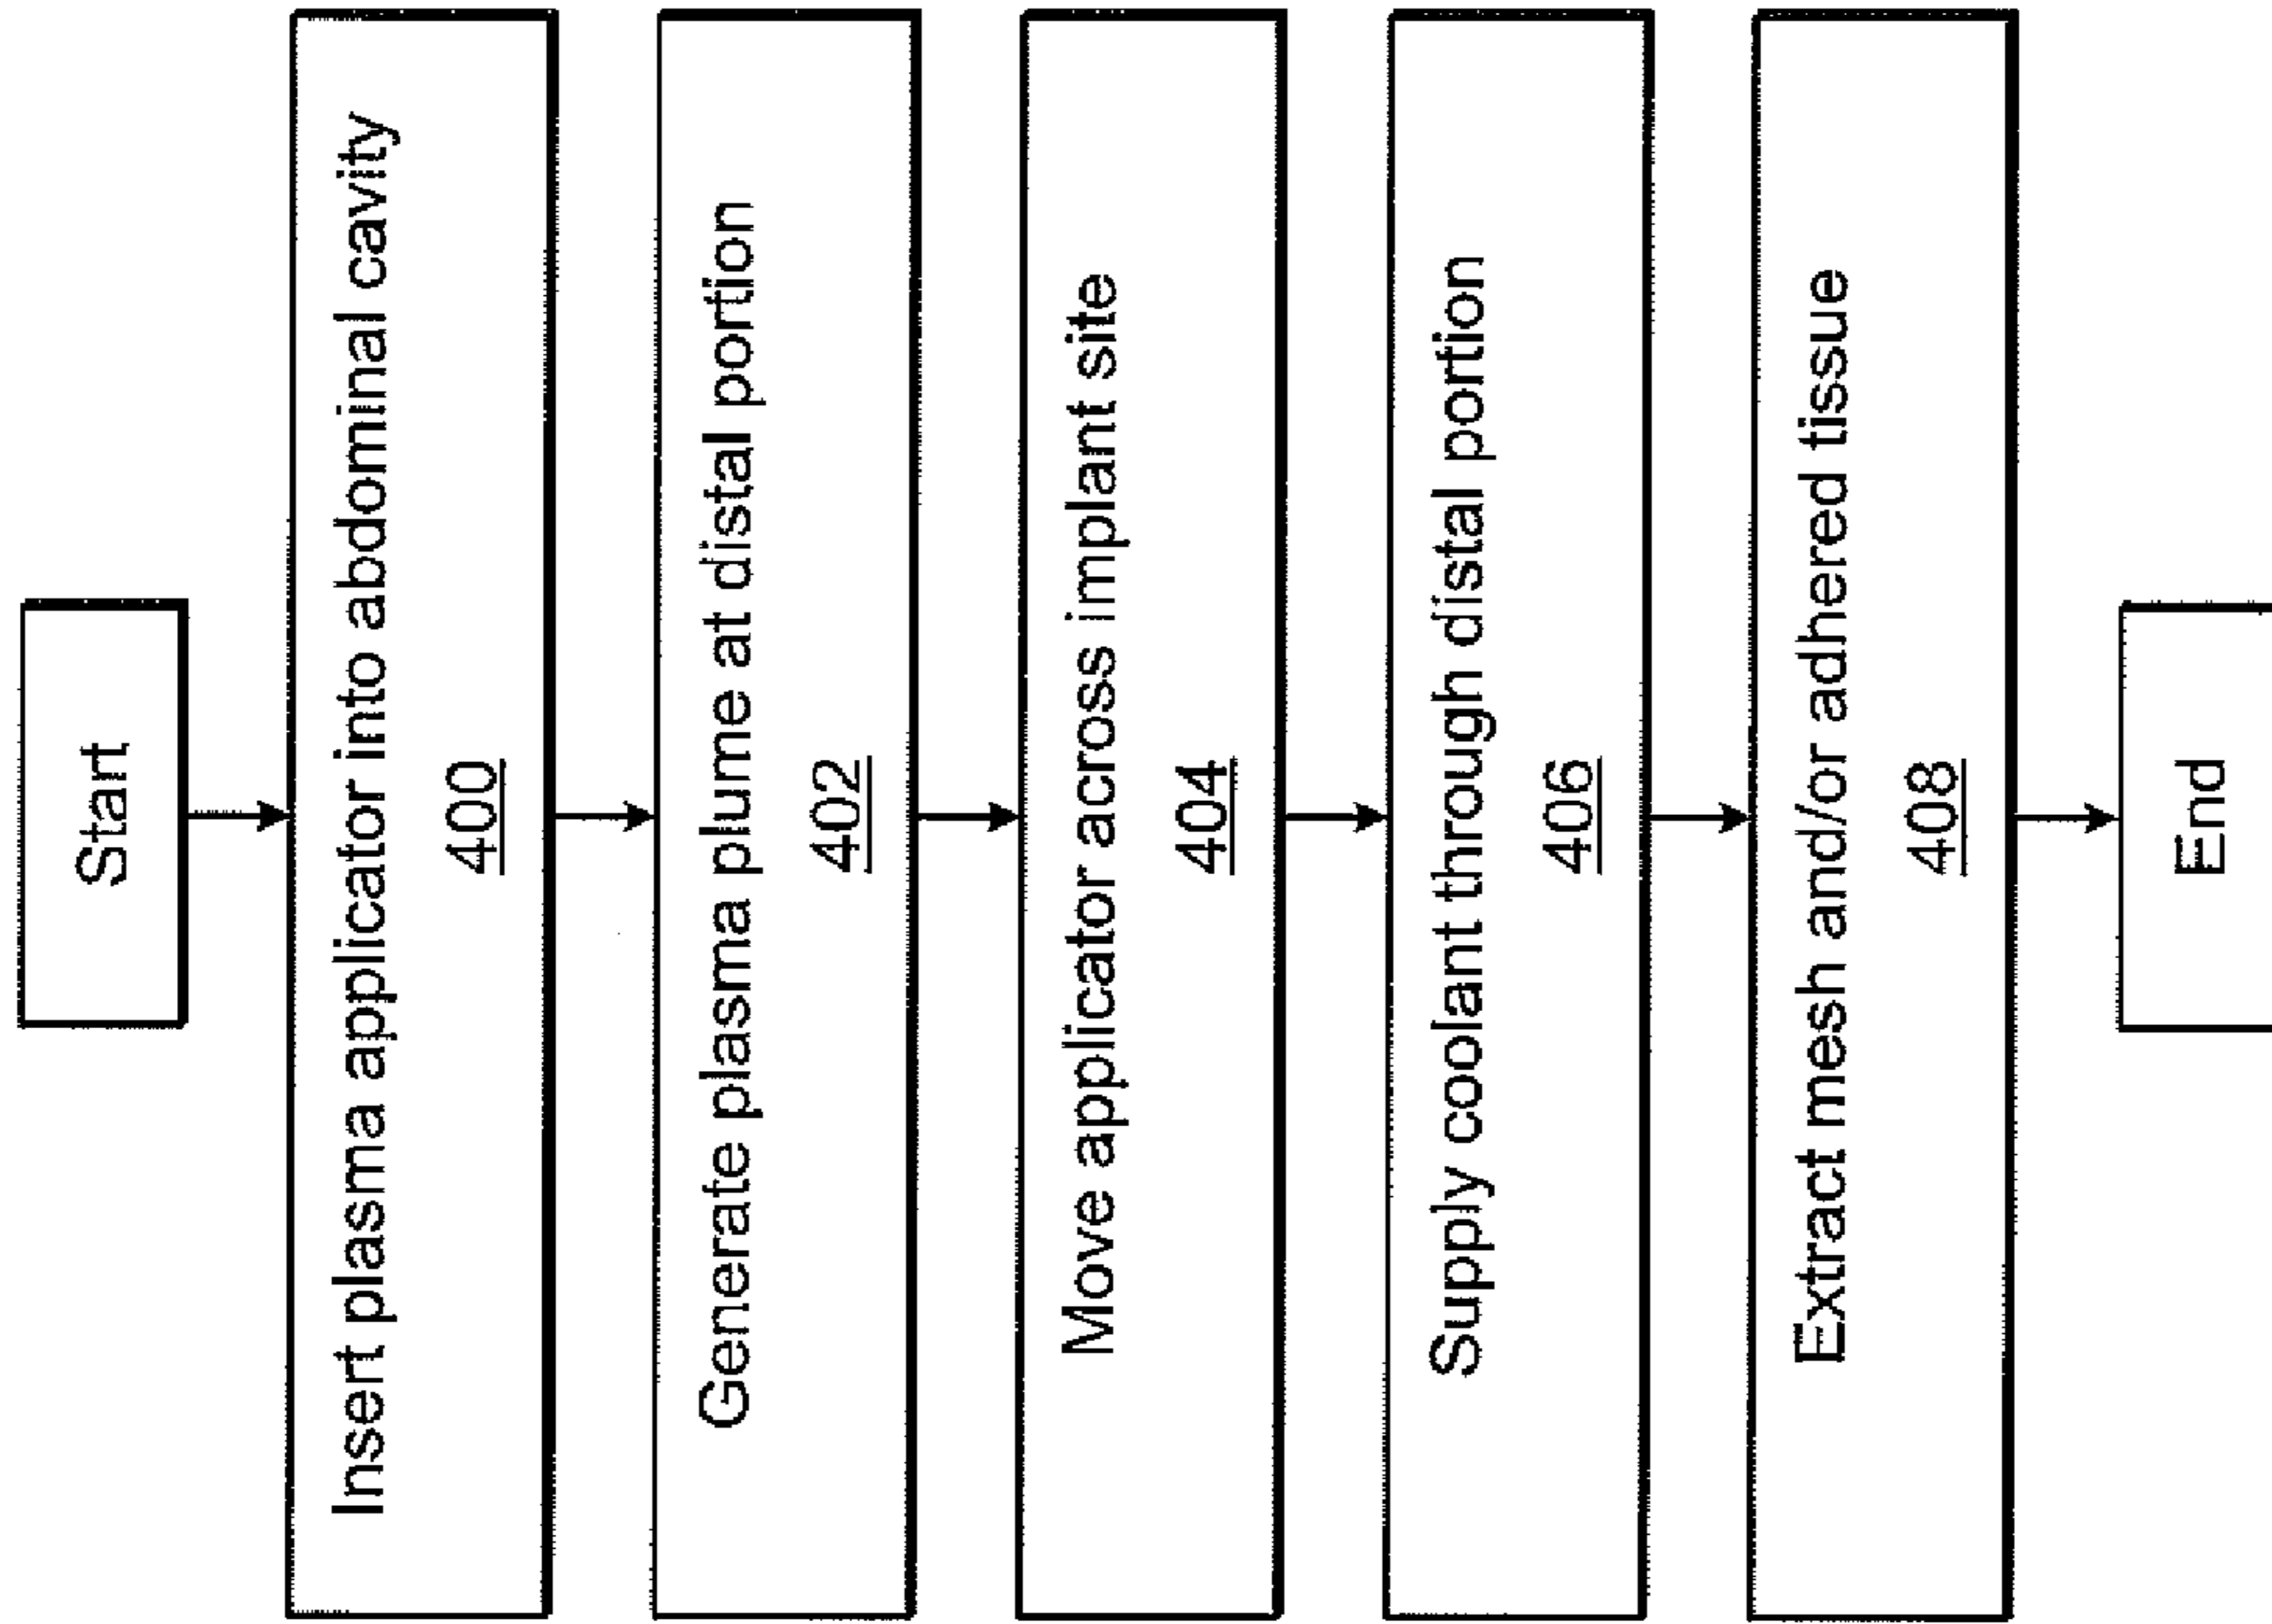 Start
Insert plasma applicator into abdominal cavity
400
Generate plasma plume at distal portion
402
Move applicator across implant site
404
Supply coolant through distal portion
406
Extract mesh and/or adhered tissue
408
End